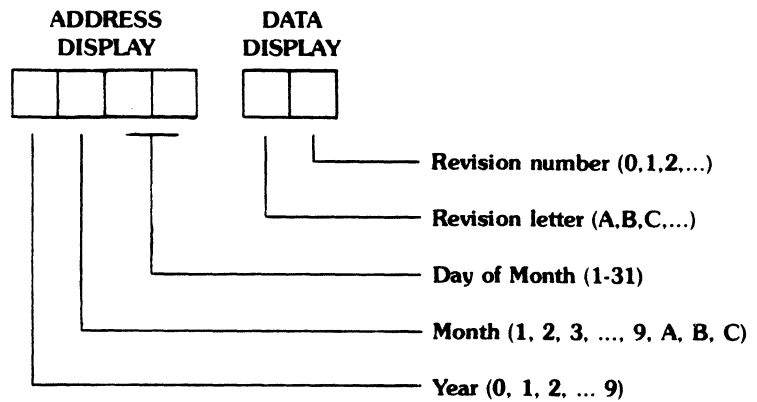 ADDRESS
DISPLAY
DATA
DISPLAY
Revision number (0,1,2,...)
Revision letter (A,B,C,...)
Day of Month (1-31)
Month (1, 2, 3, ..., 9, A, B, C)
Year (0, 1, 2, ... 9)